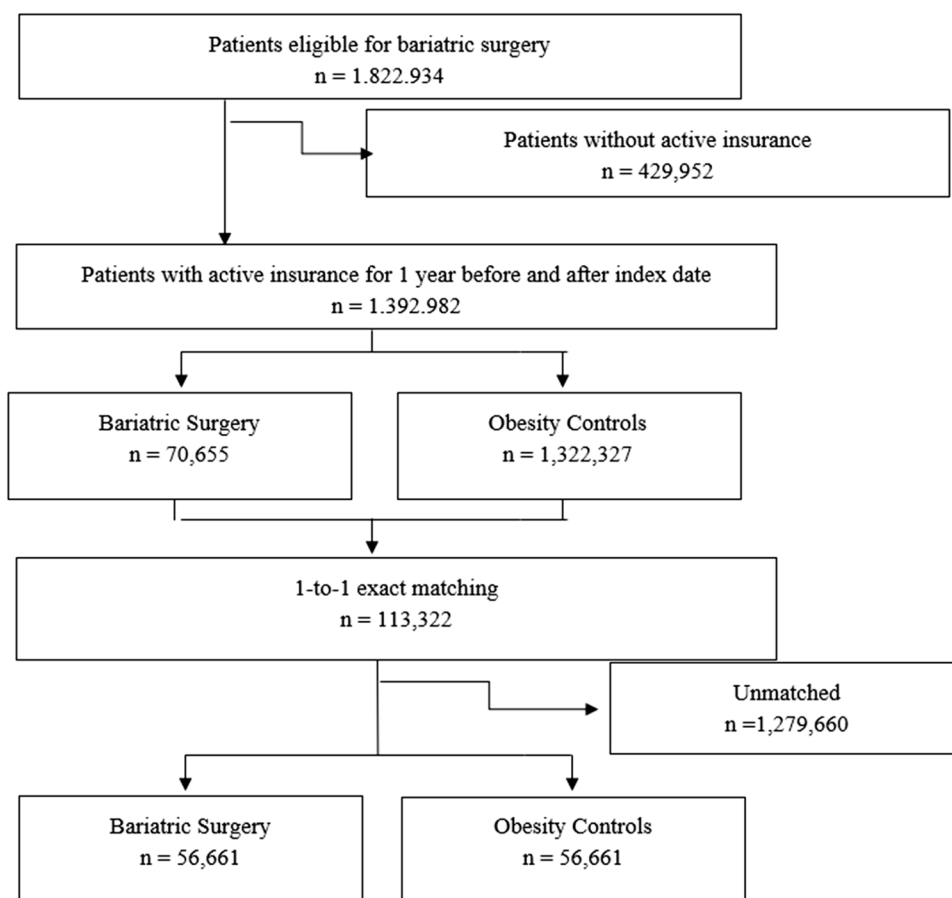 Patients eligible for bariatric surgery
n = 1.822.934
Patients without active insurance
n = 429,952
Patients with active insurance for 1 year before and after index date
n = 1.392.982
Bariatric Surgery
n = 70,655
Obesity Controls
n = 1,322,327
1-to-1 exact matching
n = 113,322
Unmatched
n =1,279,660
Bariatric Surgery
n = 56,661
Obesity Controls
n = 56,661